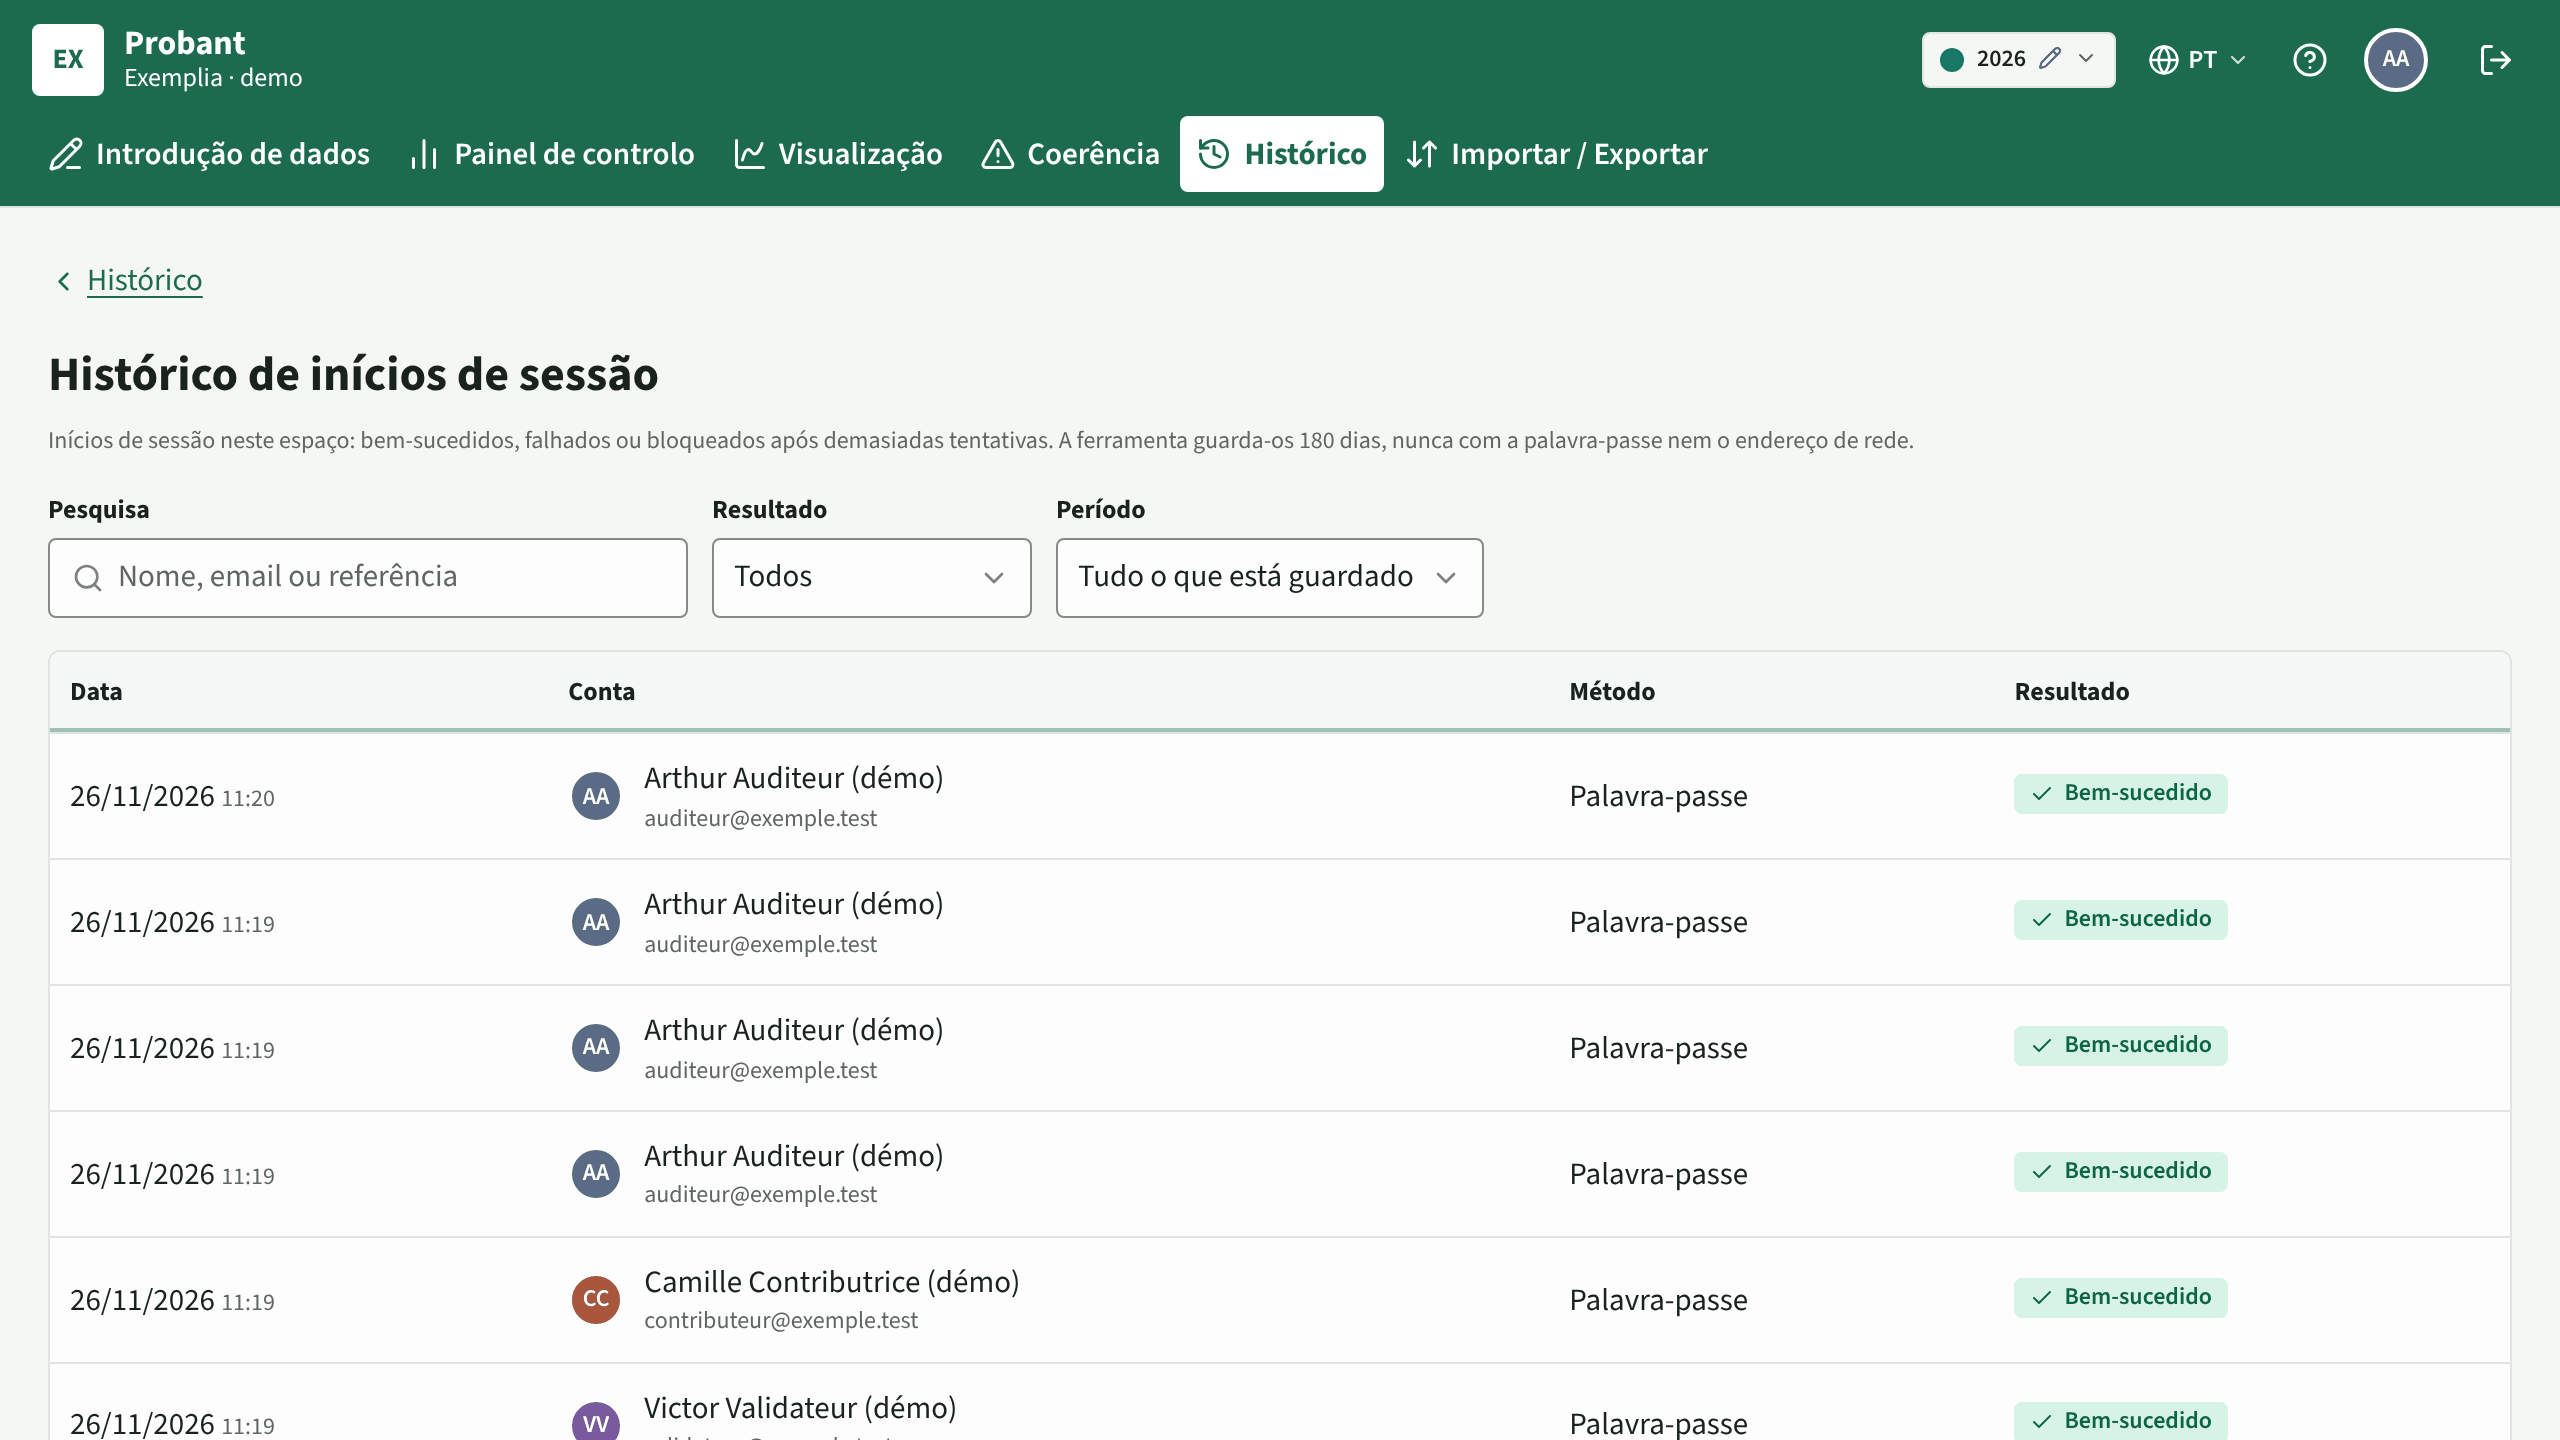 EX
Probant
Exemplia · demo
2026
PT
AA
Introdução de dados
Painel de controlo
Visualização
Coerência
Histórico
Importar / Exportar
Histórico
Histórico de inícios de sessão
Inícios de sessão neste espaço: bem-sucedidos, falhados ou bloqueados após demasiadas tentativas. A ferramenta guarda-os 180 dias, nunca com a palavra-passe nem o endereço de rede.
Pesquisa
Resultado
Período
Nome, email ou referência
Todos
Tudo o que está guardado
Data
Conta
Método
Resultado
26/11/2026 11:20
AA
Arthur Auditeur (démo)
auditeur@exemple.test
Palavra-passe
Bem-sucedido
26/11/2026 11:19
AA
Arthur Auditeur (démo)
auditeur@exemple.test
Palavra-passe
Bem-sucedido
26/11/2026 11:19
AA
Arthur Auditeur (démo)
auditeur@exemple.test
Palavra-passe
Bem-sucedido
26/11/2026 11:19
AA
Arthur Auditeur (démo)
auditeur@exemple.test
Palavra-passe
Bem-sucedido
26/11/2026 11:19
CC
Camille Contributrice (démo)
contributeur@exemple.test
Palavra-passe
Bem-sucedido
26/11/2026 11:19
VV
Victor Validateur (démo)
Palavra-passe
Bem-sucedido